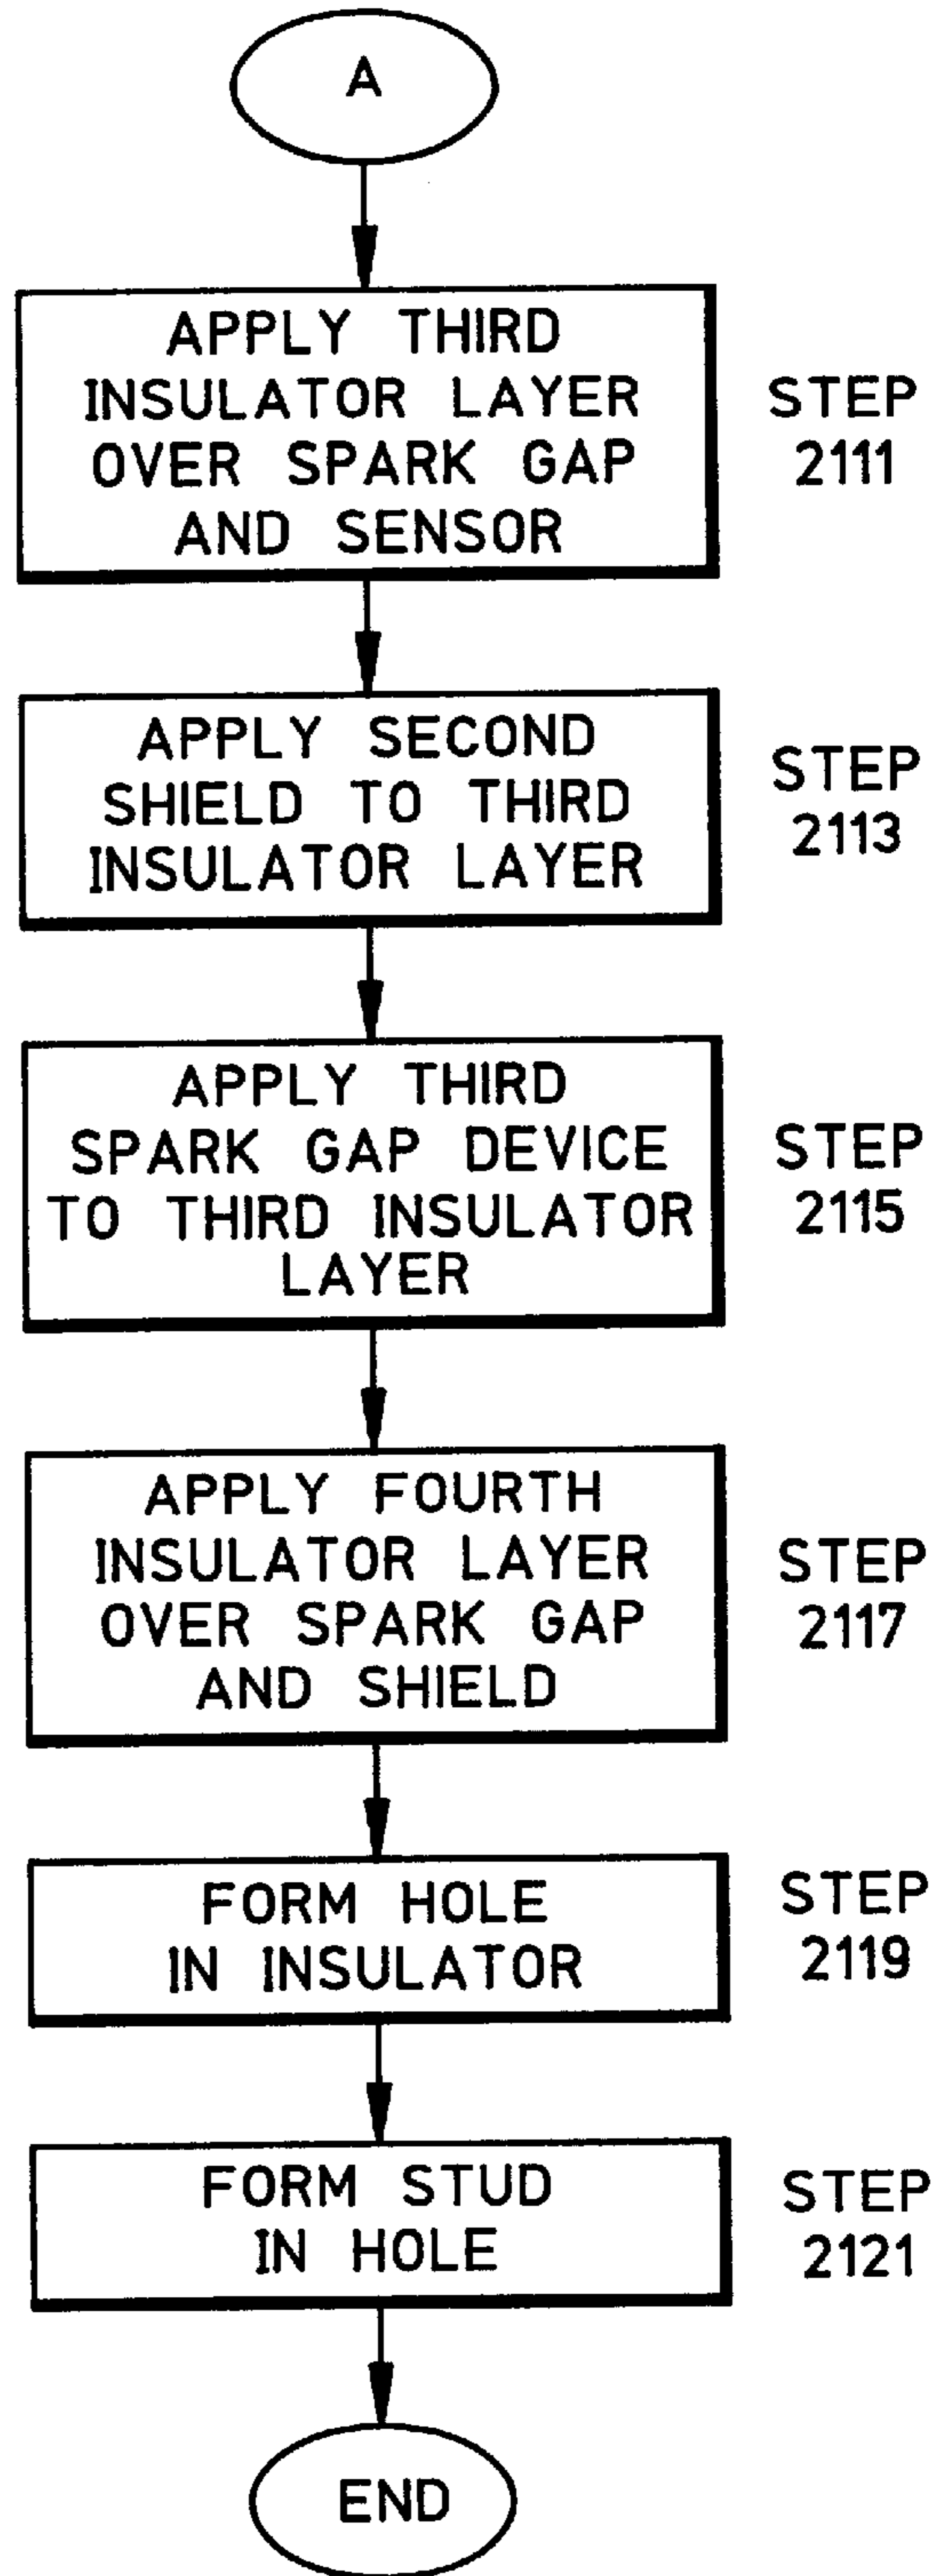 A
APPLY THIRD
INSULATOR LAYER
OVER SPARK GAP
AND SENSOR
STEP
2111
APPLY SECOND
SHIELD TO THIRD
INSULATOR LAYER
STEP
2113
APPLY THIRD
SPARK GAP DEVICE
TO THIRD INSULATOR
LAYER
STEP
2115
APPLY FOURTH
INSULATOR LAYER
OVER SPARK GAP
AND SHIELD
STEP
2117
FORM HOLE
IN INSULATOR
STEP
2119
FORM STUD
IN HOLE
STEP
2121
END